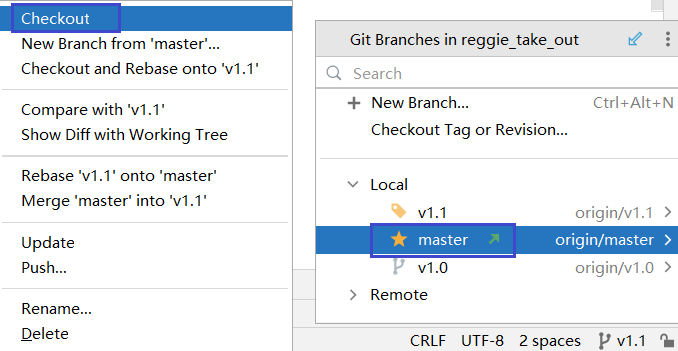 Checkout
New Branch from 'master'...
Checkout and Rebase onto 'v1.1'
Compare with 'v1.1'
Show Diff with Working Tree
Rebase 'v1.1' onto 'master'
Merge 'master' into 'v1.1'
Update
Push...
Rename...
Delete
Git Branches in reggie_take_out
Search
New Branch... Ctrl+Alt+N
Checkout Tag or Revision...
Local
v1.1 origin/v1.1
master origin/master
v1.0 origin/v1.0
Remote
CRLF UTF-8 2 spaces v1.1